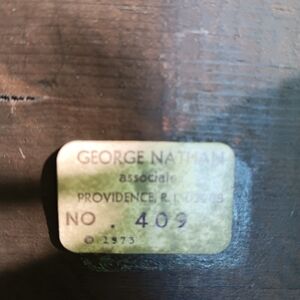 GEORGE NATHAN
associate
PROVIDENCE, R.I.
NO. 409
© 1973